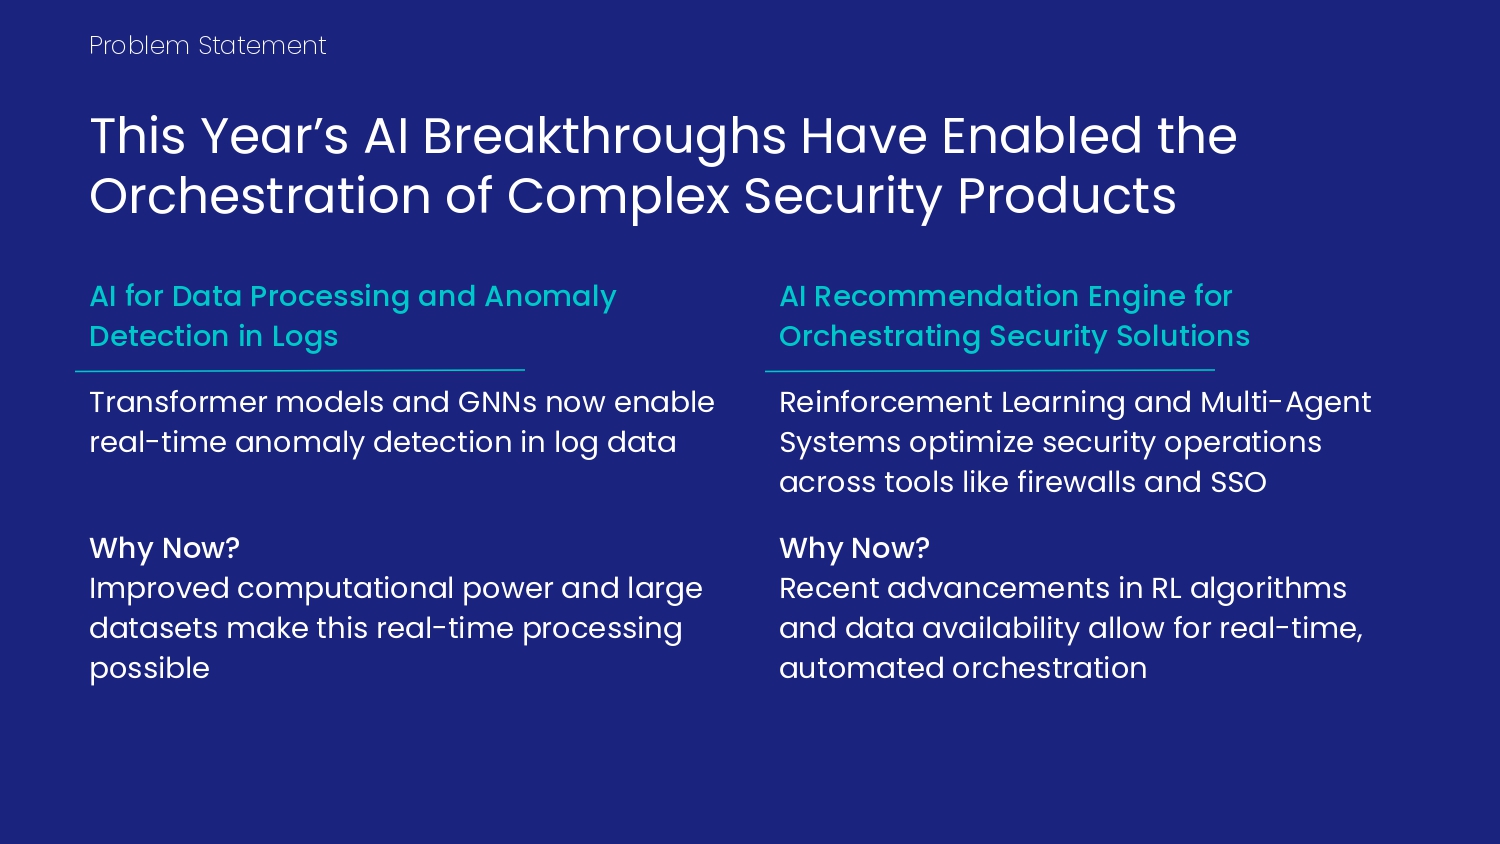 Problem Statement
This Year’s AI Breakthroughs Have Enabled the
Orchestration of Complex Security Products
AI for Data Processing and Anomaly
Detection in Logs
Transformer models and GNNs now enable
real-time anomaly detection in log data
Why Now?
Improved computational power and large
datasets make this real-time processing
possible
AI Recommendation Engine for
Orchestrating Security Solutions
Reinforcement Learning and Multi-Agent
Systems optimize security operations
across tools like firewalls and SSO
Why Now?
Recent advancements in RL algorithms
and data availability allow for real-time,
automated orchestration